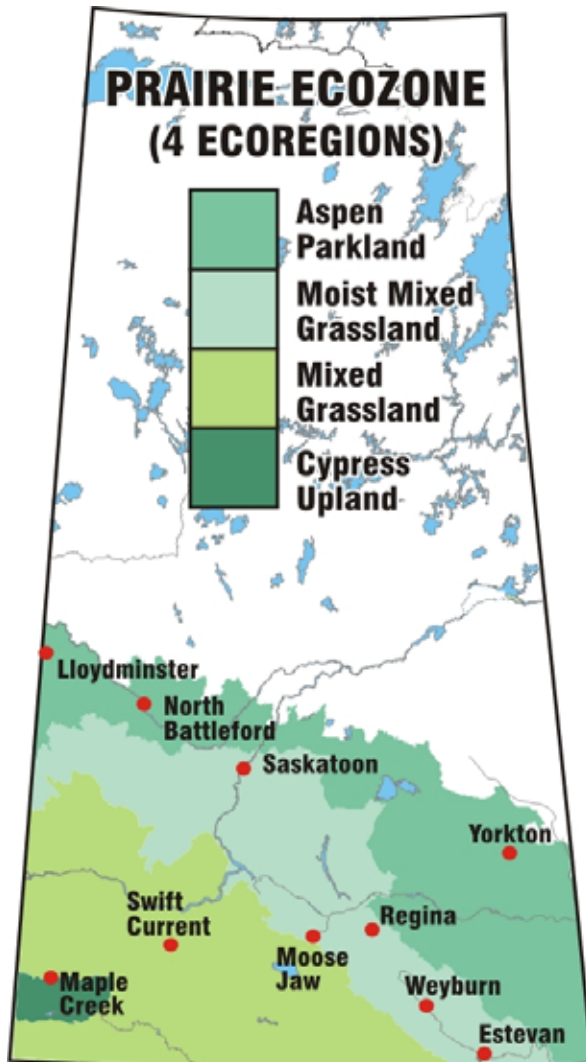 PRAIRIE ECOZONE
(4 ECOREGIONS)
Aspen
Parkland
Moist Mixed
Grassland
Mixed
Grassland
Cypress
Upland
Lloydminster
North
Battleford
Saskatoon
Yorkton
Swift
Current
Regina
Moose
Jaw
Maple
Creek
Weyburn
Estevan